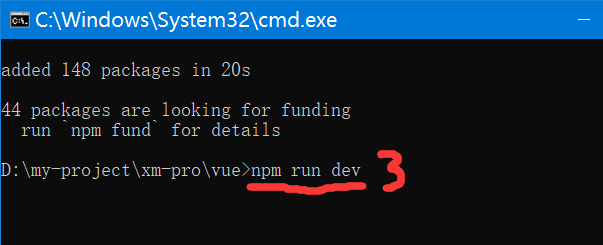 C:\Windows\System32\cmd.exe
added 148 packages in 20s
44 packages are looking for funding
run `npm fund` for details
D:\my-project\xm-pro\vue>npm run dev 3